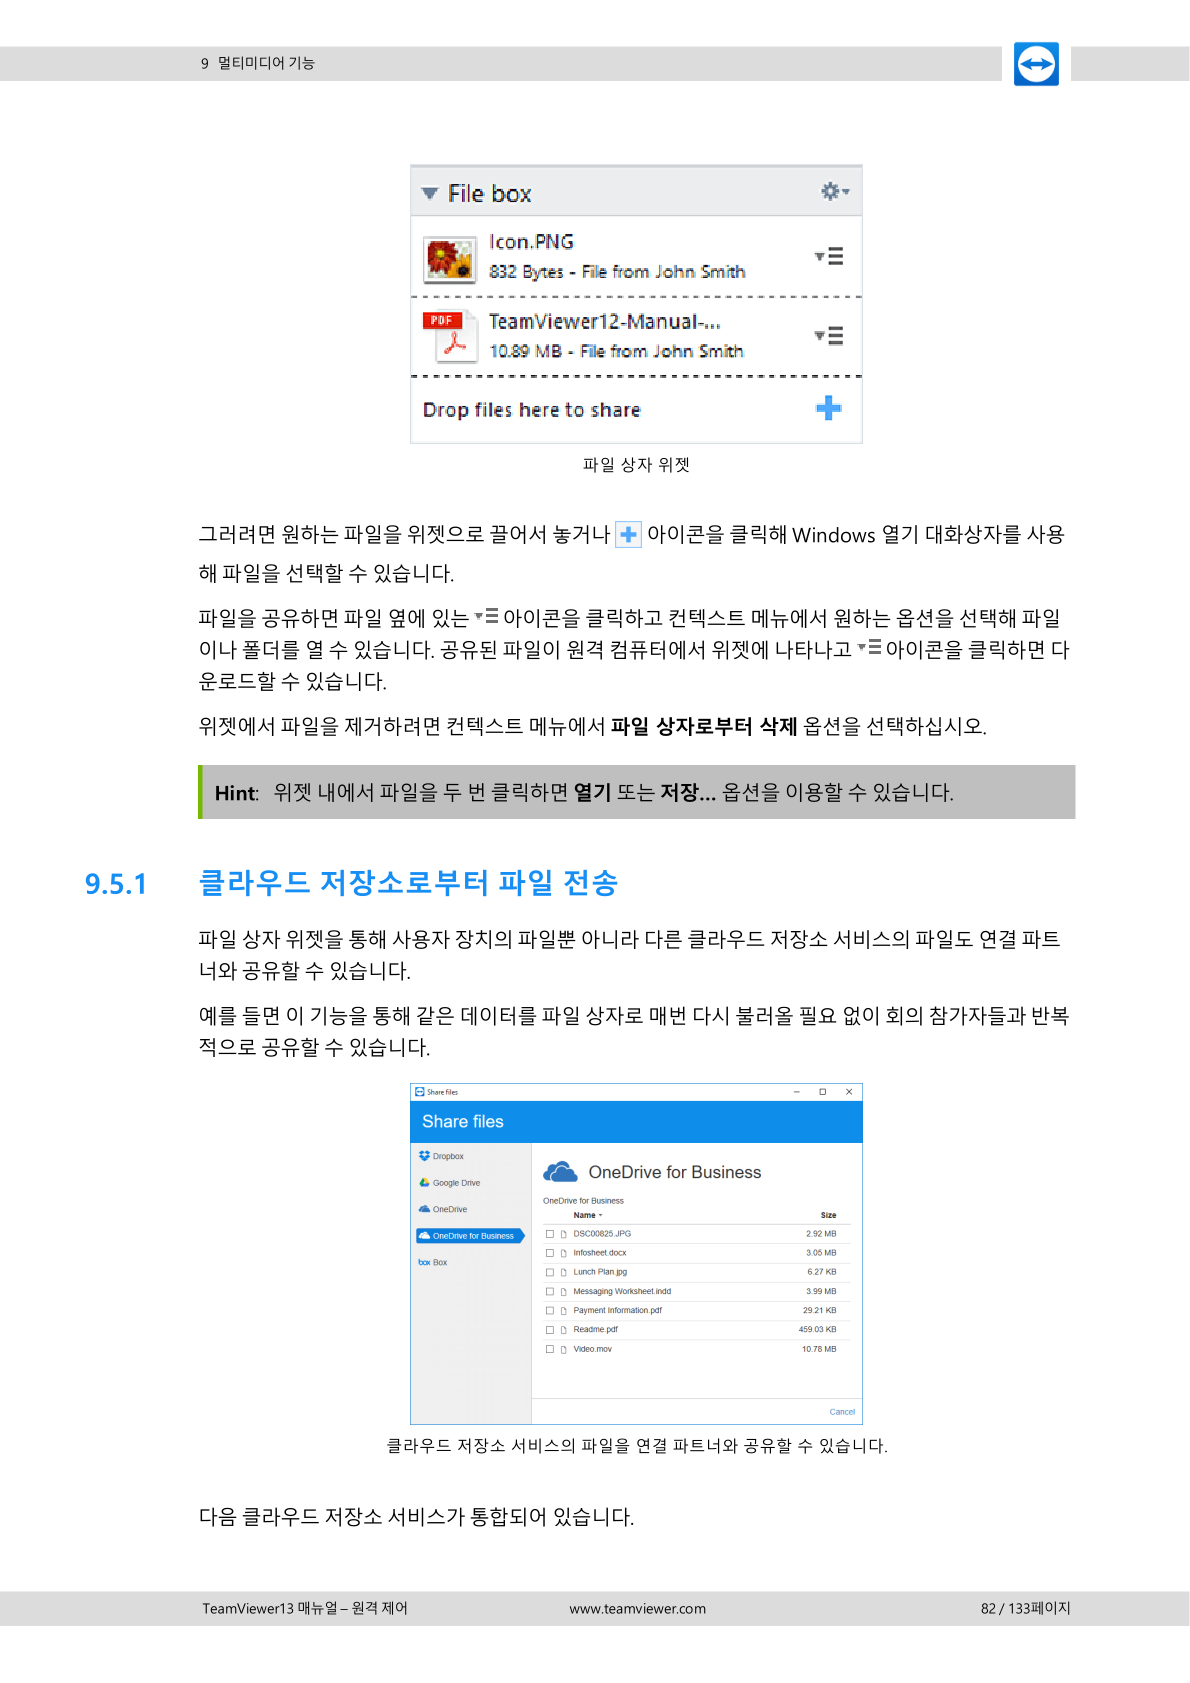 9 멀티미디어 기능
File box
Icon.PNG
832 Bytes - File from John Smith
PDF
TeamViewer12-Manual-...
10.89 MB - File from John Smith
Drop files here to share
파일 상자 위젯
그러려면 원하는 파일을 위젯으로 끌어서 놓거나 아이콘을 클릭해 Windows 열기 대화상자를 사용
해 파일을 선택할 수 있습니다.
파일을 공유하면 파일 옆에 있는 아이콘을 클릭하고 컨텍스트 메뉴에서 원하는 옵션을 선택해 파일
이나 폴더를 열 수 있습니다. 공유된 파일이 원격 컴퓨터에서 위젯에 나타나고 아이콘을 클릭하면 다
운로드할 수 있습니다.
위젯에서 파일을 제거하려면 컨텍스트 메뉴에서 파일 상자로부터 삭제 옵션을 선택하십시오.
Hint: 위젯 내에서 파일을 두 번 클릭하면 열기 또는 저장... 옵션을 이용할 수 있습니다.
9.5.1 클라우드 저장소로부터 파일 전송
파일 상자 위젯을 통해 사용자 장치의 파일뿐 아니라 다른 클라우드 저장소 서비스의 파일도 연결 파트
너와 공유할 수 있습니다.
예를 들면 이 기능을 통해 같은 데이터를 파일 상자로 매번 다시 불러올 필요 없이 회의 참가자들과 반복
적으로 공유할 수 있습니다.
Share files
Share files
Dropbox
Google Drive
OneDrive
OneDrive for Business
box Box
OneDrive for Business
OneDrive for Business
Name Size
DSC00825.JPG 2.92 MB
Infosheet.docx 3.05 MB
Lunch Plan.jpg 6.27 KB
Messaging Worksheet.indd 3.99 MB
Payment Information.pdf 29.21 KB
Readme.pdf 459.03 KB
Video.mov 10.78 MB
Cancel
클라우드 저장소 서비스의 파일을 연결 파트너와 공유할 수 있습니다.
다음 클라우드 저장소 서비스가 통합되어 있습니다.
TeamViewer13 매뉴얼 – 원격 제어 www.teamviewer.com 82 / 133페이지